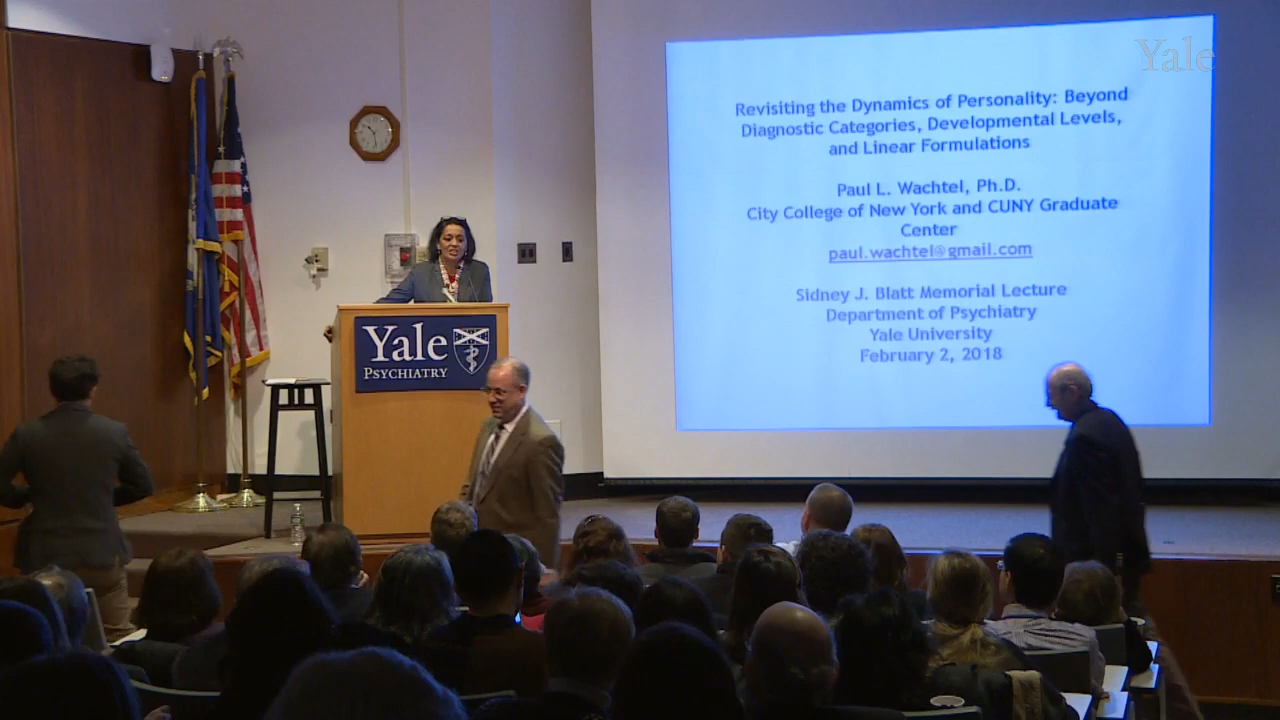 Yale
Revisiting the Dynamics of Personality: Beyond
Diagnostic Categories, Developmental Levels,
and Linear Formulations
Paul L. Wachtel, Ph.D.
City College of New York and CUNY Graduate
Center
paul.wachtel@gmail.com
Sidney J. Blatt Memorial Lecture
Department of Psychiatry
Yale University
February 2, 2018
Yale
PSYCHIATRY